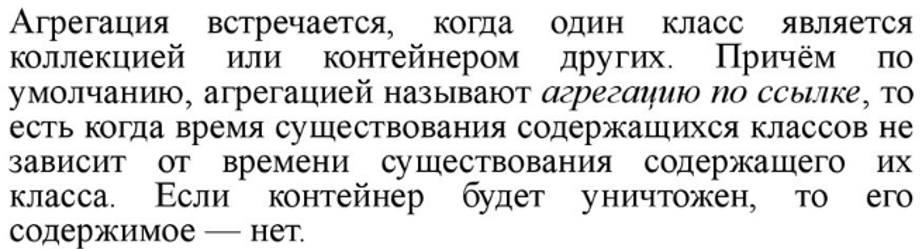 Агрегация встречается, когда один класс является
коллекцией или контейнером других. Причём по
умолчанию, агрегацией называют агрегацию по ссылке, то
есть когда время существования содержащихся классов не
зависит от времени существования содержащего их
класса. Если контейнер будет уничтожен, то его
содержимое — нет.